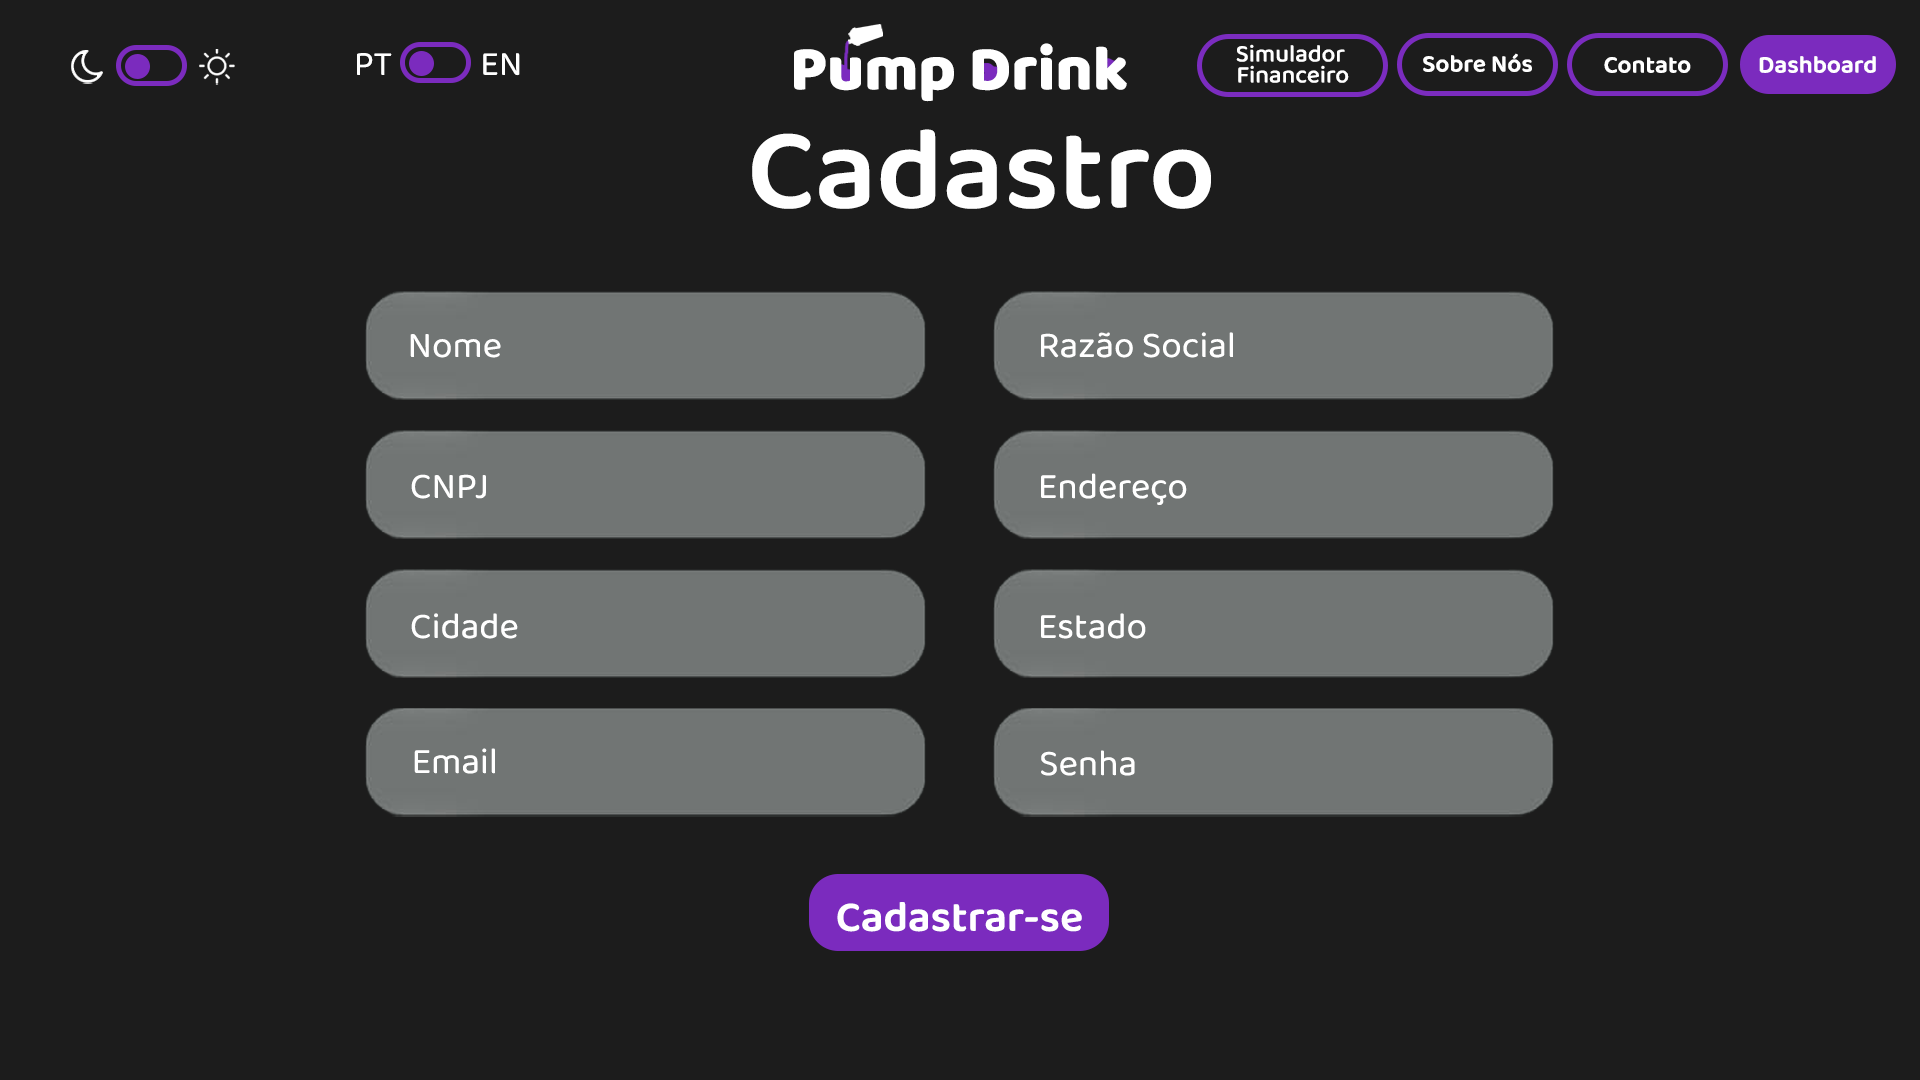 PT
EN
Pump Drink
Simulador
Financeiro
Sobre Nós
Contato
Dashboard
Cadastro
Nome
Razão Social
CNPJ
Endereço
Cidade
Estado
Email
Senha
Cadastrar-se